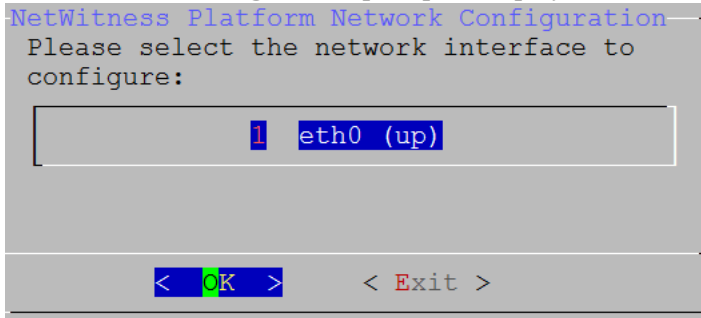 NetWitness Platform Network Configuration
Please select the network interface to
configure:
1 eth0 (up)
< OK > < Exit >